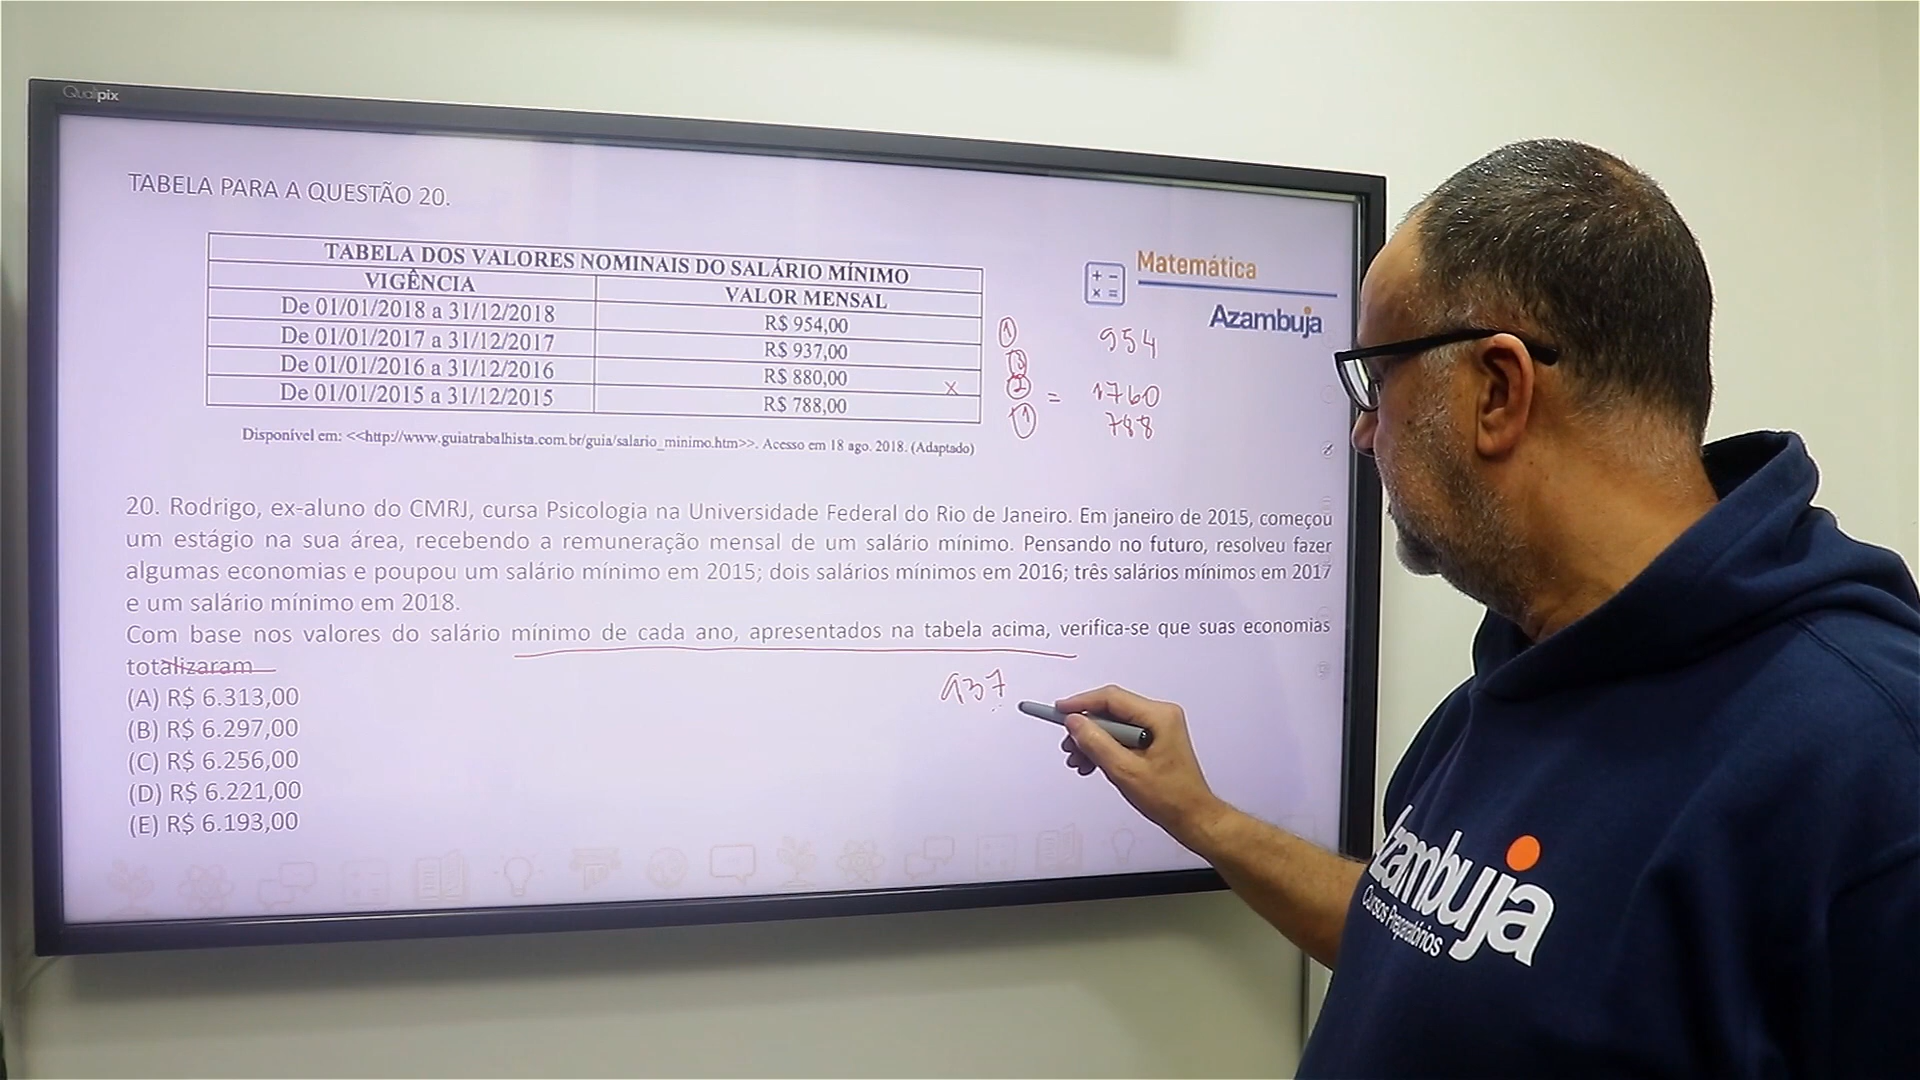 Qualipix
TABELA PARA A QUESTÃO 20.
TABELA DOS VALORES NOMINAIS DO SALÁRIO MÍNIMO
VIGÊNCIA VALOR MENSAL
De 01/01/2018 a 31/12/2018 R$ 954,00
De 01/01/2017 a 31/12/2017 R$ 937,00
De 01/01/2016 a 31/12/2016 R$ 880,00
De 01/01/2015 a 31/12/2015 R$ 788,00
Disponível em: <<http://www.guiatrabalhista.com.br/guia/salario_minimo.htm>>. Acesso em 18 ago. 2018. (Adaptado)
+ -
x =
Matemática
Azambuja
1 954
3
x 2 = 1760
1 788
20. Rodrigo, ex-aluno do CMRJ, cursa Psicologia na Universidade Federal do Rio de Janeiro. Em janeiro de 2015, começou
um estágio na sua área, recebendo a remuneração mensal de um salário mínimo. Pensando no futuro, resolveu fazer
algumas economias e poupou um salário mínimo em 2015; dois salários mínimos em 2016; três salários mínimos em 2017
e um salário mínimo em 2018.
Com base nos valores do salário mínimo de cada ano, apresentados na tabela acima, verifica-se que suas economias
totalizaram
937
(A) R$ 6.313,00
(B) R$ 6.297,00
(C) R$ 6.256,00
(D) R$ 6.221,00
(E) R$ 6.193,00
Azambuja
Cursos Preparatórios